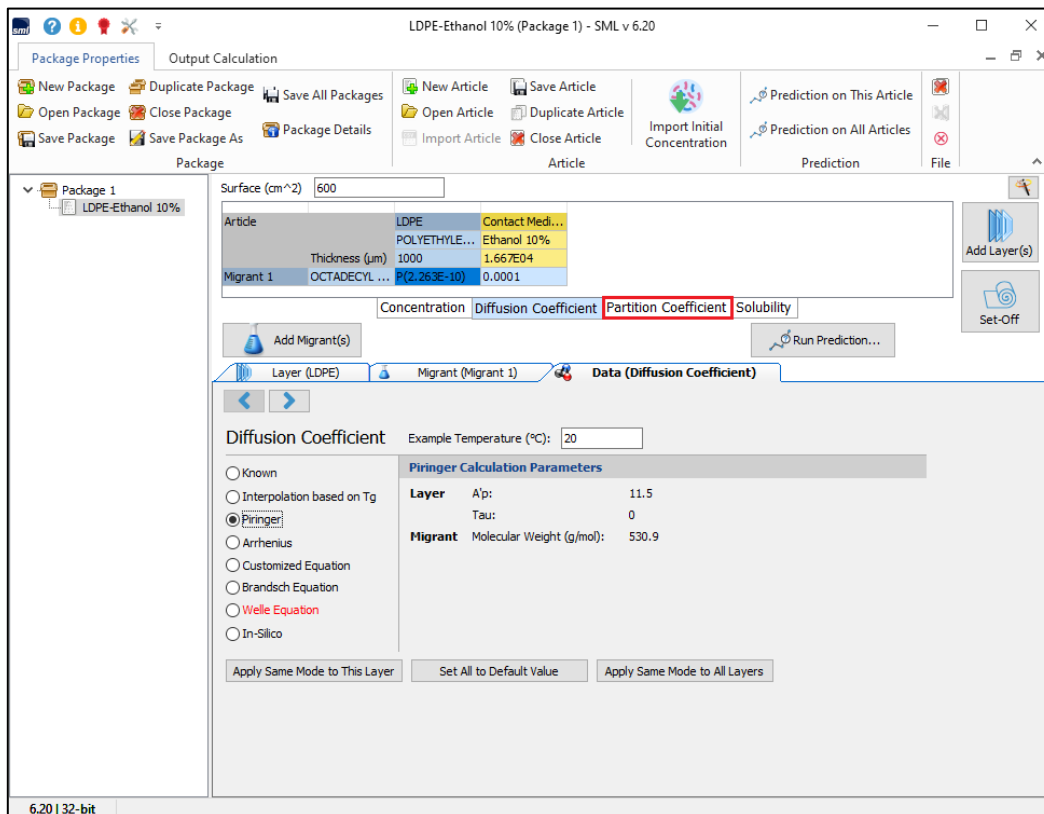 sml LDPE-Ethanol 10% (Package 1) - SML v 6.20
Package Properties Output Calculation
New Package Duplicate Package Save All Packages New Article Save Article Import Initial Concentration Prediction on This Article
Open Package Close Package Package Details Open Article Duplicate Article Prediction on All Articles
Save Package Save Package As Import Article Close Article
Package Article Prediction File
Package 1
LDPE-Ethanol 10%
Surface (cm^2) 600
Article LDPE Contact Medi...
POLYETHYLE... Ethanol 10%
Thickness (μm) 1000 1.667E04
Migrant 1 OCTADECYL ... P(2.263E-10) 0.0001
Add Layer(s)
Set-Off
Concentration Diffusion Coefficient Partition Coefficient Solubility
Add Migrant(s) Run Prediction...
Layer (LDPE) Migrant (Migrant 1) Data (Diffusion Coefficient)
Diffusion Coefficient Example Temperature (°C): 20
Known
Interpolation based on Tg
Piringer
Arrhenius
Customized Equation
Brandsch Equation
Welle Equation
In-Silico
Piringer Calculation Parameters
Layer A'p: 11.5
Tau: 0
Migrant Molecular Weight (g/mol): 530.9
Apply Same Mode to This Layer Set All to Default Value Apply Same Mode to All Layers
6.20 | 32-bit